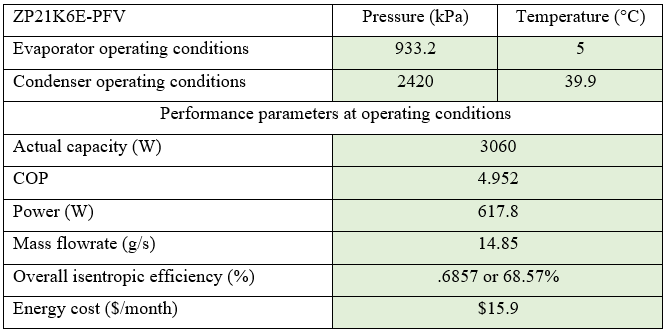 ZP21K6E-PFV Pressure (kPa) Temperature (°C)
Evaporator operating conditions 933.2 5
Condenser operating conditions 2420 39.9
Performance parameters at operating conditions
Actual capacity (W) 3060
COP 4.952
Power (W) 617.8
Mass flowrate (g/s) 14.85
Overall isentropic efficiency (%) .6857 or 68.57%
Energy cost ($/month) $15.9